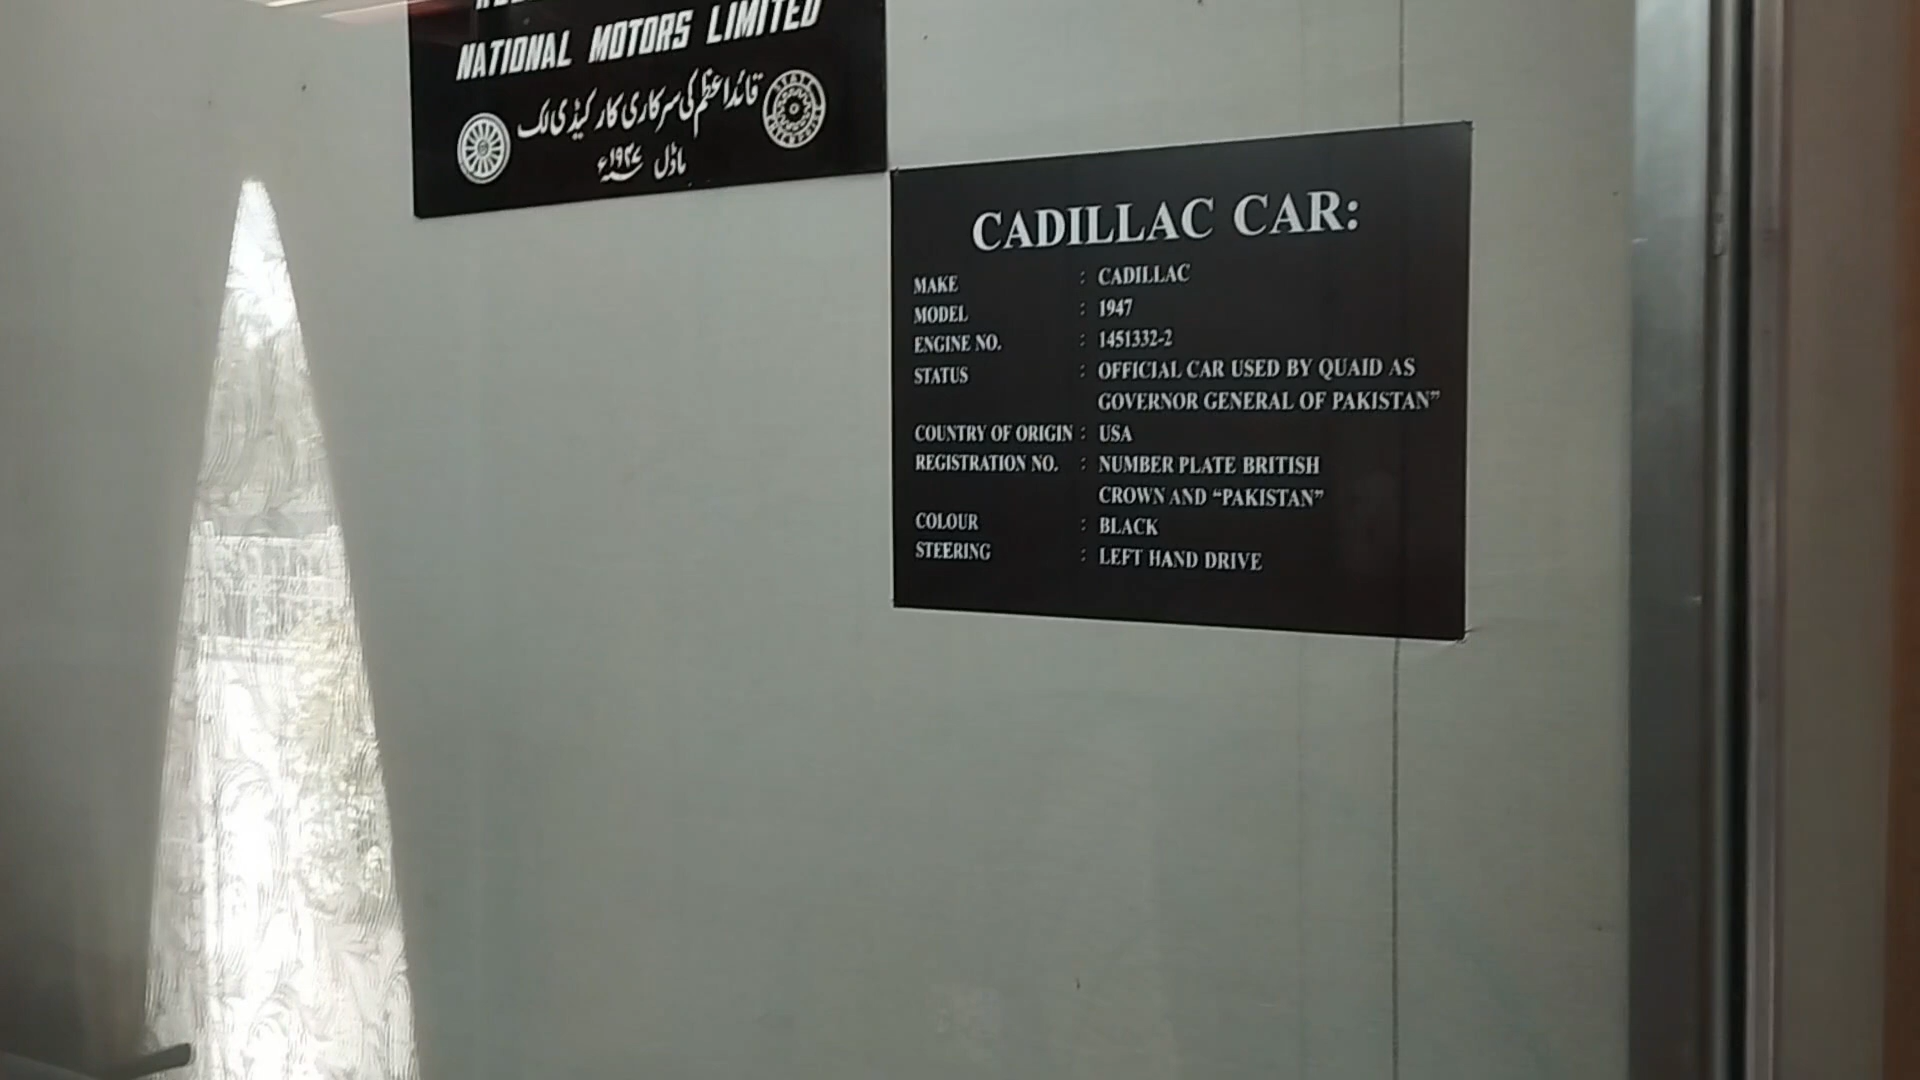 NATIONAL MOTORS LIMITED
قائد اعظم کی سرکاری کار کیڈی لک
ماڈل ۱۹۴۷ء
CADILLAC CAR:
MAKE : CADILLAC
MODEL : 1947
ENGINE NO. : 1451332-2
STATUS : OFFICIAL CAR USED BY QUAID AS
GOVERNOR GENERAL OF PAKISTAN”
COUNTRY OF ORIGIN : USA
REGISTRATION NO. : NUMBER PLATE BRITISH
CROWN AND “PAKISTAN”
COLOUR : BLACK
STEERING : LEFT HAND DRIVE